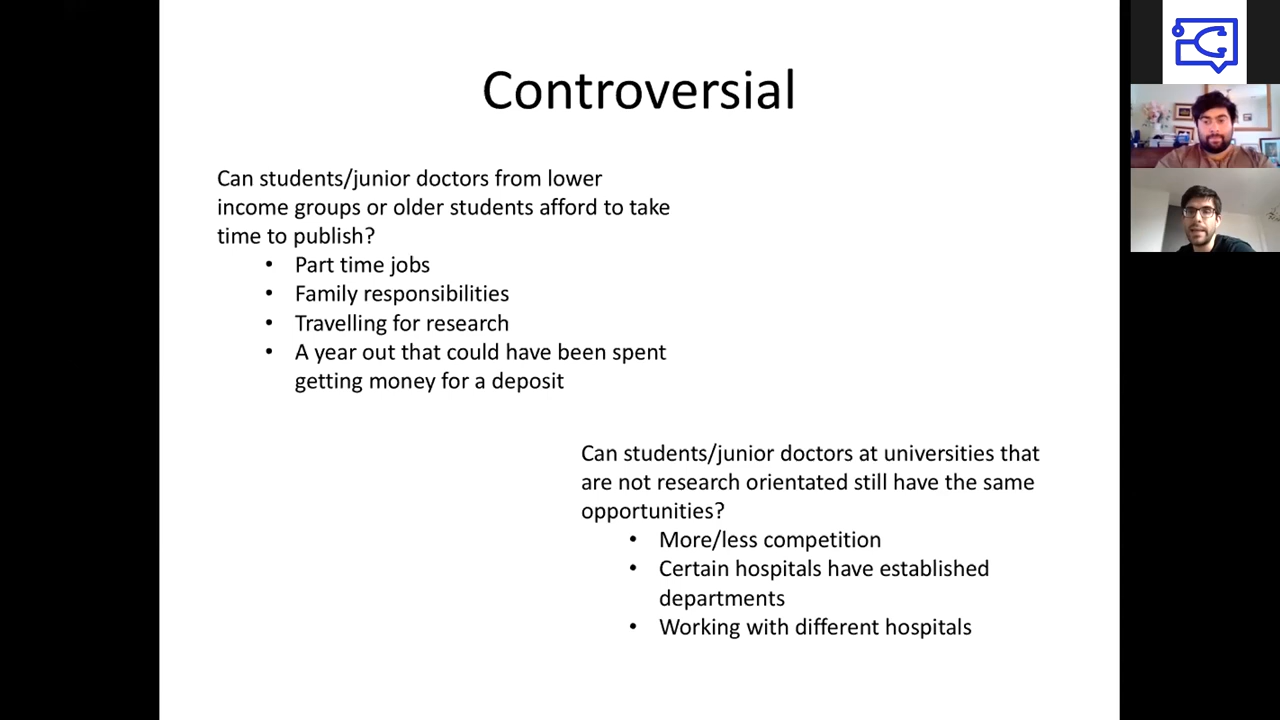 Controversial
Can students/junior doctors from lower
income groups or older students afford to take
time to publish?
• Part time jobs
• Family responsibilities
• Travelling for research
• A year out that could have been spent
getting money for a deposit
Can students/junior doctors at universities that
are not research orientated still have the same
opportunities?
• More/less competition
• Certain hospitals have established
departments
• Working with different hospitals